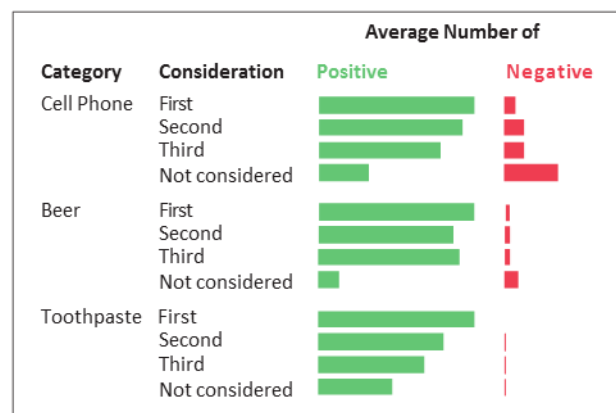 Average Number of
Category Consideration Positive Negative
Cell Phone First
Second
Third
Not considered
Beer First
Second
Third
Not considered
Toothpaste First
Second
Third
Not considered